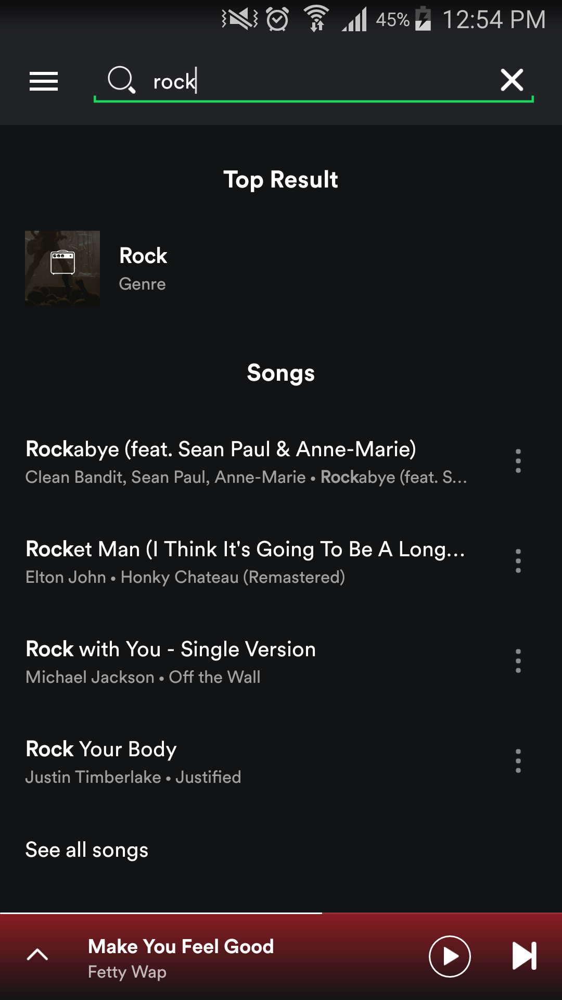 45% 12:54 PM
rock
Top Result
Rock
Genre
Songs
Rockabye (feat. Sean Paul & Anne-Marie)
Clean Bandit, Sean Paul, Anne-Marie • Rockabye (feat. S...
Rocket Man (I Think It's Going To Be A Long...
Elton John • Honky Chateau (Remastered)
Rock with You - Single Version
Michael Jackson • Off the Wall
Rock Your Body
Justin Timberlake • Justified
See all songs
Make You Feel Good
Fetty Wap